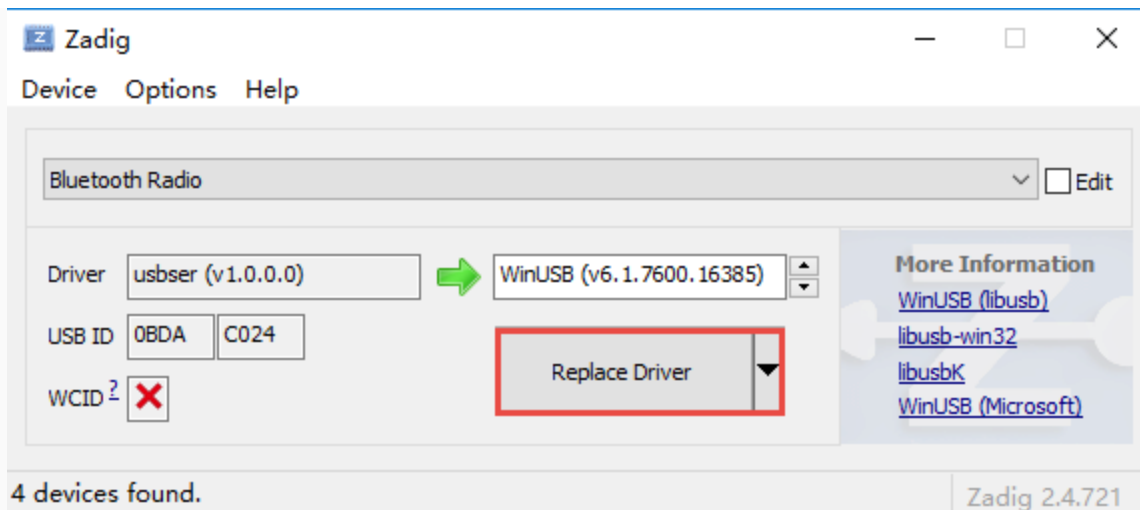 Zadig
Device Options Help
Bluetooth Radio Edit
Driver usbser (v1.0.0.0) WinUSB (v6.1.7600.16385)
USB ID 0BDA C024
WCID ?
Replace Driver
More Information
WinUSB (libusb)
libusb-win32
libusbK
WinUSB (Microsoft)
4 devices found.
Zadig 2.4.721